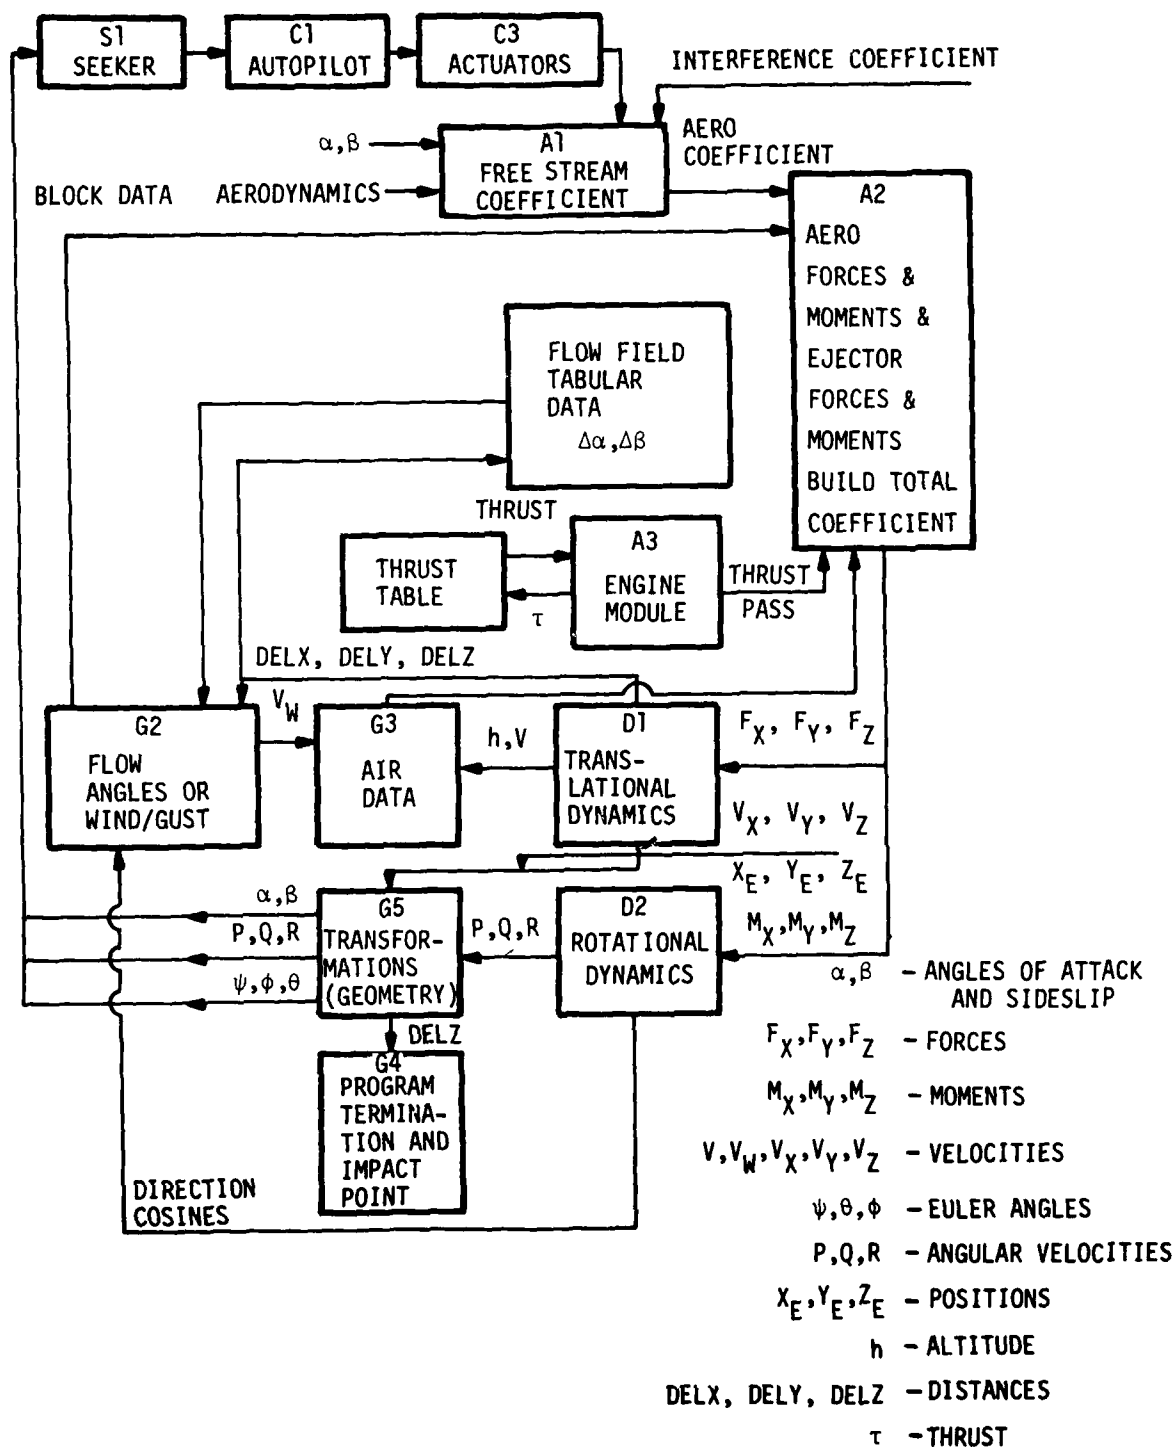 S1
SEEKER
C1
AUTOPILOT
C3
ACTUATORS
INTERFERENCE COEFFICIENT
α,β
A1
FREE STREAM
COEFFICIENT
AERO
COEFFICIENT
BLOCK DATA AERODYNAMICS
A2
AERO
FORCES &
MOMENTS &
EJECTOR
FORCES &
MOMENTS
BUILD TOTAL
COEFFICIENT
FLOW FIELD
TABULAR
DATA
Δα,Δβ
THRUST
THRUST
TABLE
τ
A3
ENGINE
MODULE
THRUST
PASS
DELX, DELY, DELZ
G2
FLOW
ANGLES OR
WIND/GUST
V_W
G3
AIR
DATA
h,V
D1
TRANS-
LATIONAL
DYNAMICS
F_X, F_Y, F_Z
V_X, V_Y, V_Z
X_E, Y_E, Z_E
M_X,M_Y,M_Z
α,β
P,Q,R
ψ,ϕ,θ
G5
TRANSFOR-
MATIONS
(GEOMETRY)
P,Q,R
D2
ROTATIONAL
DYNAMICS
DELZ
G4
PROGRAM
TERMINA-
TION AND
IMPACT
POINT
DIRECTION
COSINES
α,β - ANGLES OF ATTACK
AND SIDESLIP
F_X,F_Y,F_Z - FORCES
M_X,M_Y,M_Z - MOMENTS
V,V_W,V_X,V_Y,V_Z - VELOCITIES
ψ,θ,ϕ - EULER ANGLES
P,Q,R - ANGULAR VELOCITIES
X_E,Y_E,Z_E - POSITIONS
h - ALTITUDE
DELX, DELY, DELZ - DISTANCES
τ - THRUST